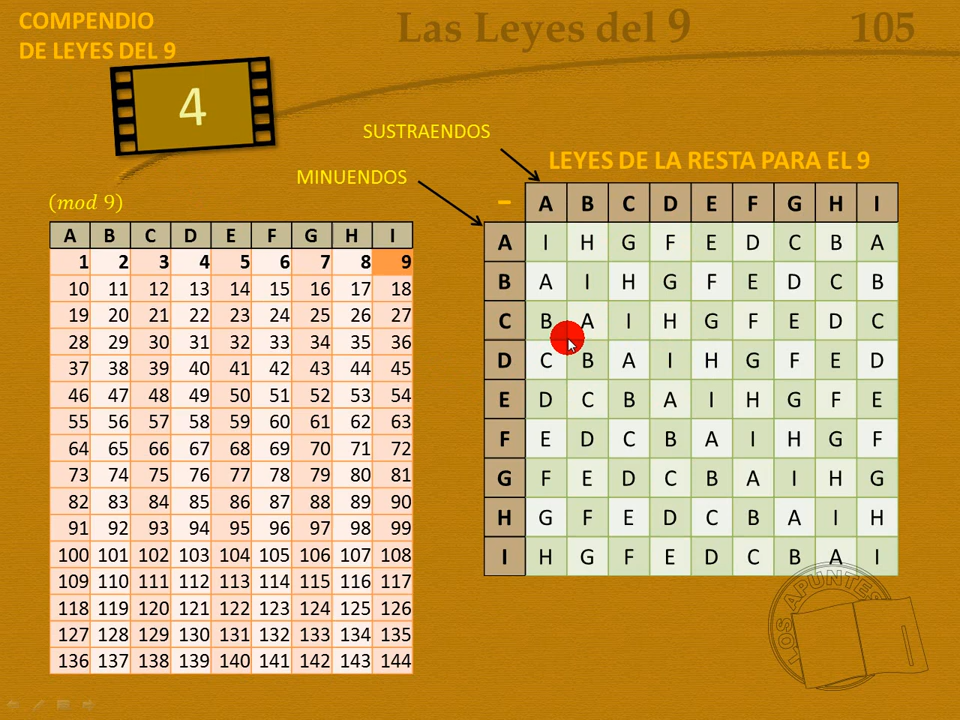 COMPENDIO
DE LEYES DEL 9
Las Leyes del 9
105
4
SUSTRAENDOS
MINUENDOS
LEYES DE LA RESTA PARA EL 9
(mod 9)
A B C D E F G H I
1 2 3 4 5 6 7 8 9
10 11 12 13 14 15 16 17 18
19 20 21 22 23 24 25 26 27
28 29 30 31 32 33 34 35 36
37 38 39 40 41 42 43 44 45
46 47 48 49 50 51 52 53 54
55 56 57 58 59 60 61 62 63
64 65 66 67 68 69 70 71 72
73 74 75 76 77 78 79 80 81
82 83 84 85 86 87 88 89 90
91 92 93 94 95 96 97 98 99
100 101 102 103 104 105 106 107 108
109 110 111 112 113 114 115 116 117
118 119 120 121 122 123 124 125 126
127 128 129 130 131 132 133 134 135
136 137 138 139 140 141 142 143 144
− A B C D E F G H I
A I H G F E D C B A
B A I H G F E D C B
C B A I H G F E D C
D C B A I H G F E D
E D C B A I H G F E
F E D C B A I H G F
G F E D C B A I H G
H G F E D C B A I H
I H G F E D C B A I
LOS APUNTES